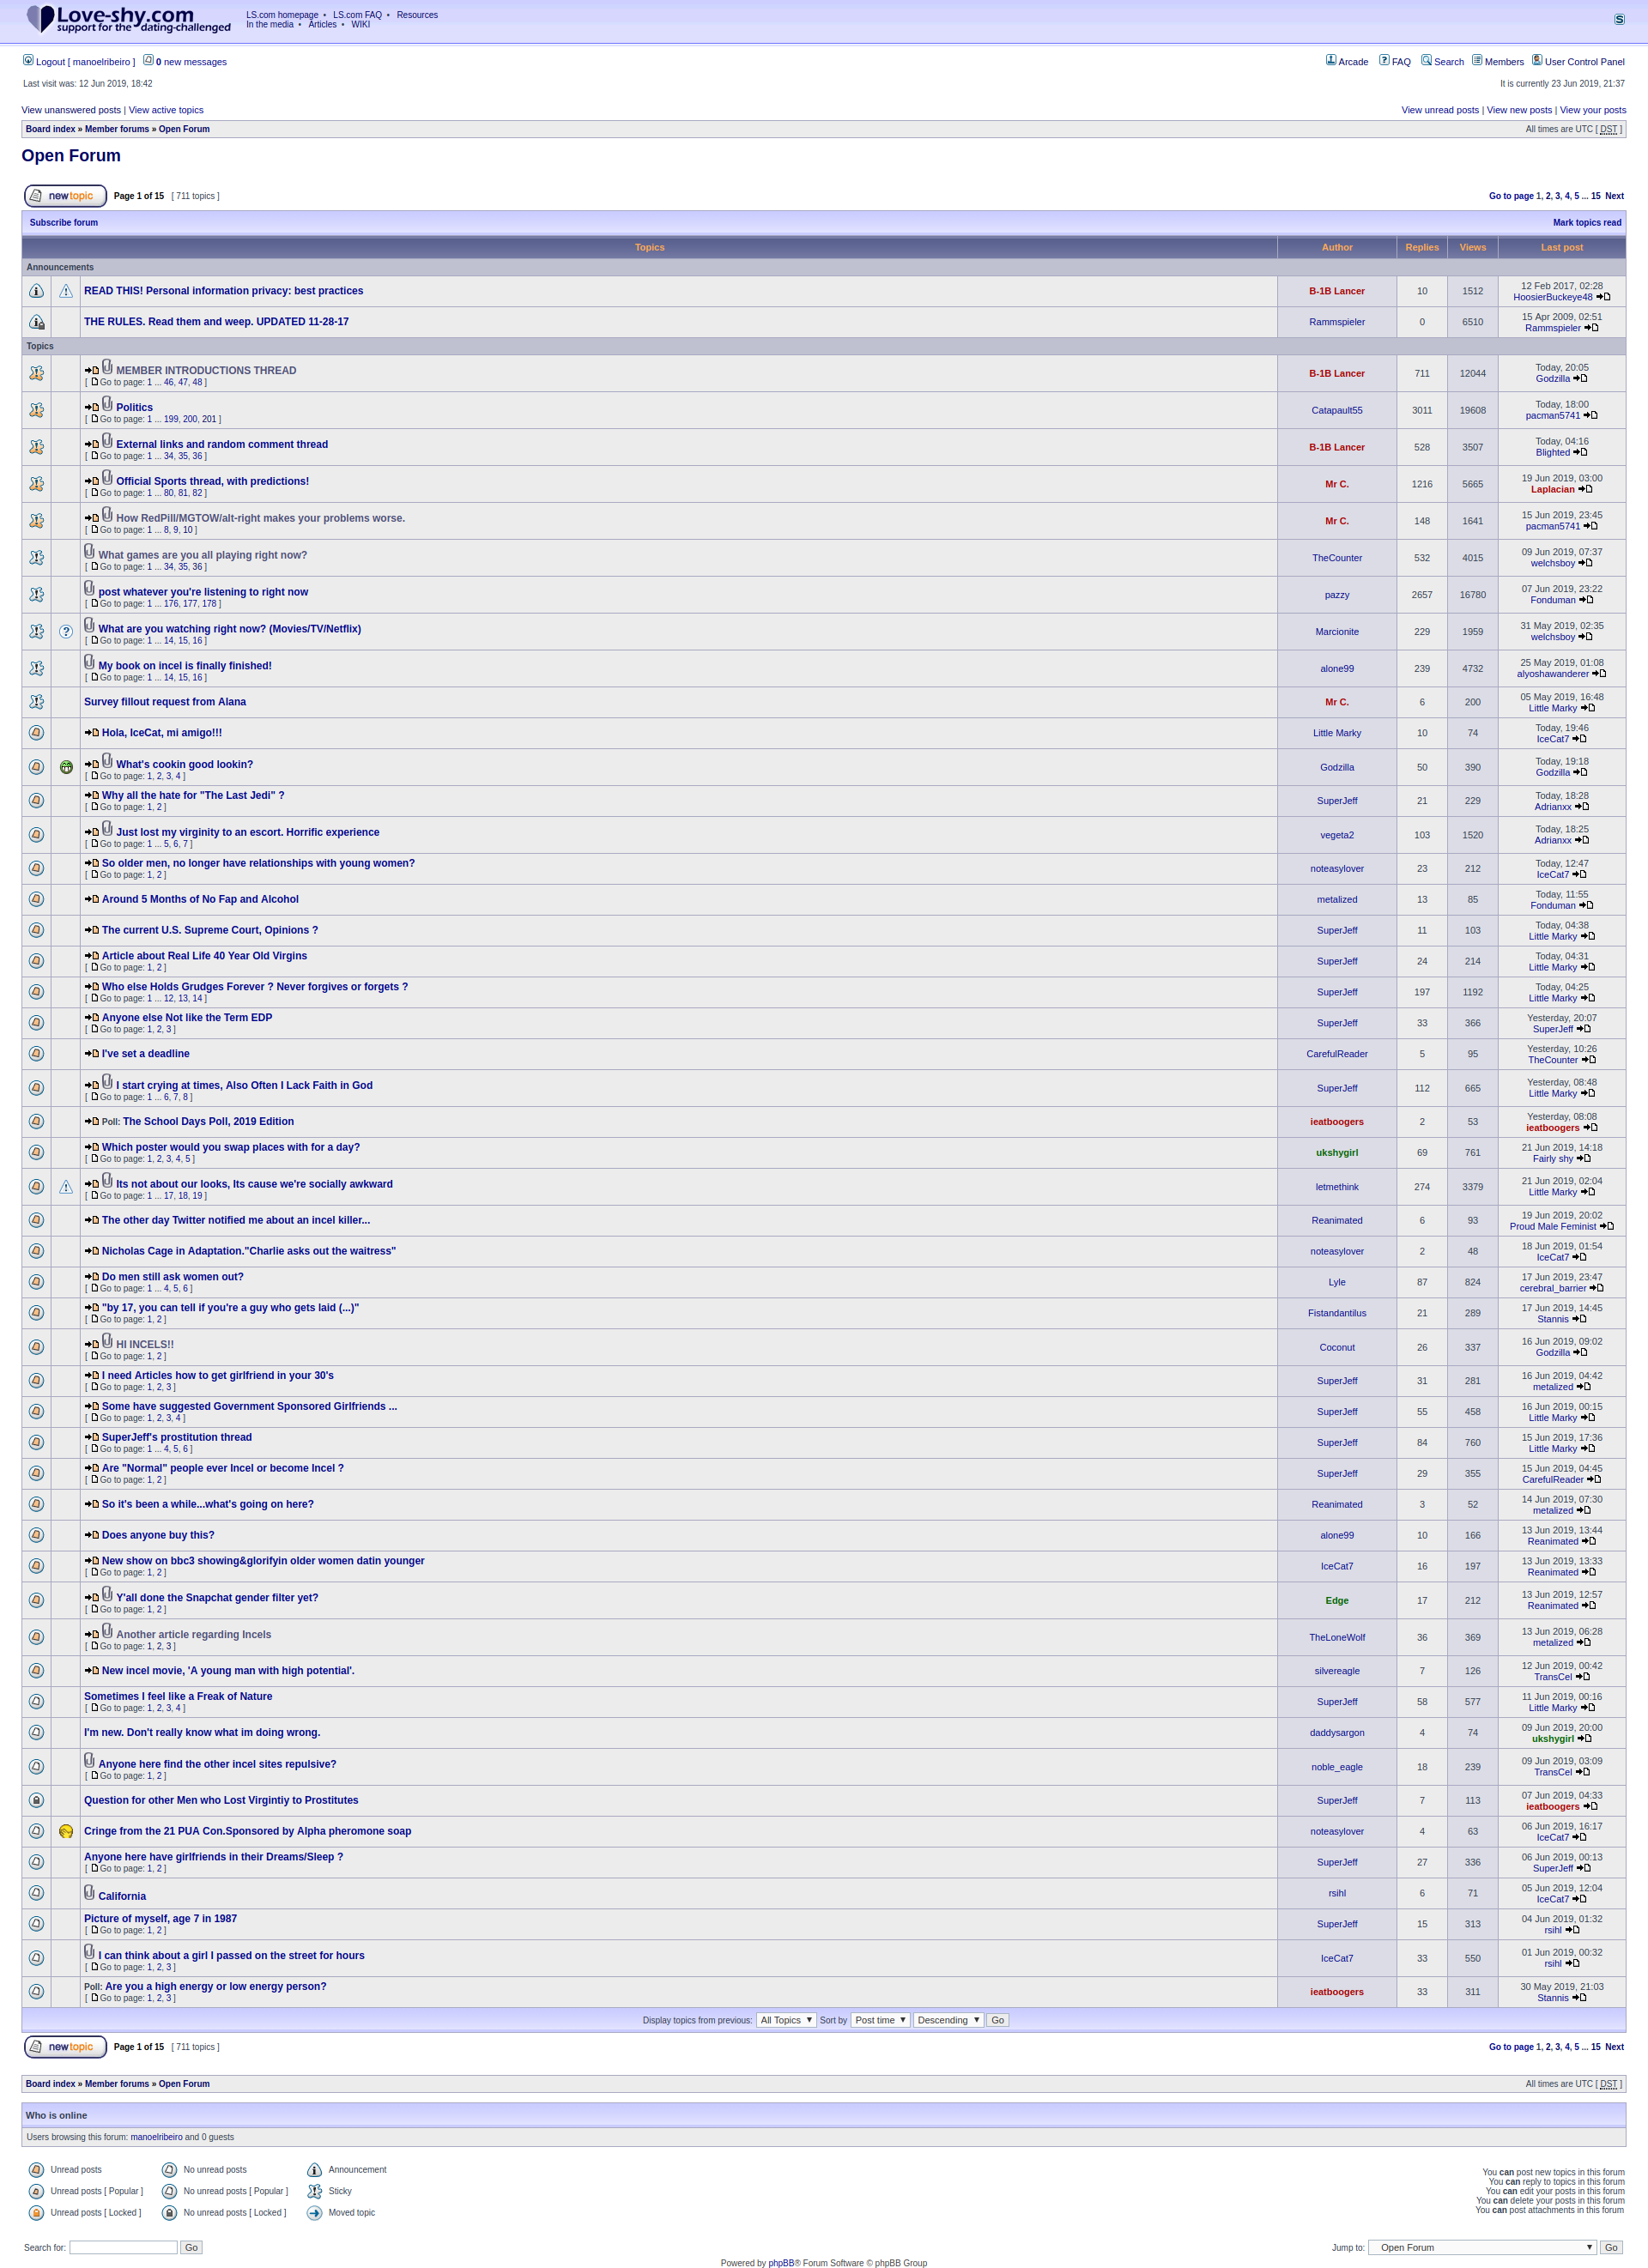 Love-shy.com
support for the dating-challenged
LS.com homepage • LS.com FAQ • Resources
In the media • Articles • WIKI
Logout [ manoelribeiro ] 0 new messages
Arcade FAQ Search Members User Control Panel
Last visit was: 12 Jun 2019, 18:42
It is currently 23 Jun 2019, 21:37
View unanswered posts | View active topics
View unread posts | View new posts | View your posts
Board index » Member forums » Open Forum
All times are UTC [ DST ]
Open Forum
newtopic Page 1 of 15 [ 711 topics ]
Go to page 1, 2, 3, 4, 5 ... 15 Next
Subscribe forum
Mark topics read
Topics Author Replies Views Last post
Announcements
READ THIS! Personal information privacy: best practices B-1B Lancer 10 1512 12 Feb 2017, 02:28
HoosierBuckeye48
THE RULES. Read them and weep. UPDATED 11-28-17 Rammspieler 0 6510 15 Apr 2009, 02:51
Rammspieler
Topics
MEMBER INTRODUCTIONS THREAD B-1B Lancer 711 12044 Today, 20:05
[ Go to page: 1 ... 46, 47, 48 ] Godzilla
Politics Catapault55 3011 19608 Today, 18:00
[ Go to page: 1 ... 199, 200, 201 ] pacman5741
External links and random comment thread B-1B Lancer 528 3507 Today, 04:16
[ Go to page: 1 ... 34, 35, 36 ] Blighted
Official Sports thread, with predictions! Mr C. 1216 5665 19 Jun 2019, 03:00
[ Go to page: 1 ... 80, 81, 82 ] Laplacian
How RedPill/MGTOW/alt-right makes your problems worse. Mr C. 148 1641 15 Jun 2019, 23:45
[ Go to page: 1 ... 8, 9, 10 ] pacman5741
What games are you all playing right now? TheCounter 532 4015 09 Jun 2019, 07:37
[ Go to page: 1 ... 34, 35, 36 ] welchsboy
post whatever you're listening to right now pazzy 2657 16780 07 Jun 2019, 23:22
[ Go to page: 1 ... 176, 177, 178 ] Fonduman
What are you watching right now? (Movies/TV/Netflix) Marcionite 229 1959 31 May 2019, 02:35
[ Go to page: 1 ... 14, 15, 16 ] welchsboy
My book on incel is finally finished! alone99 239 4732 25 May 2019, 01:08
[ Go to page: 1 ... 14, 15, 16 ] alyoshawanderer
Survey fillout request from Alana Mr C. 6 200 05 May 2019, 16:48
Little Marky
Hola, IceCat, mi amigo!!! Little Marky 10 74 Today, 19:46
IceCat7
What's cookin good lookin? Godzilla 50 390 Today, 19:18
[ Go to page: 1, 2, 3, 4 ] Godzilla
Why all the hate for "The Last Jedi" ? SuperJeff 21 229 Today, 18:28
[ Go to page: 1, 2 ] Adrianxx
Just lost my virginity to an escort. Horrific experience vegeta2 103 1520 Today, 18:25
[ Go to page: 1 ... 5, 6, 7 ] Adrianxx
So older men, no longer have relationships with young women? noteasylover 23 212 Today, 12:47
[ Go to page: 1, 2 ] IceCat7
Around 5 Months of No Fap and Alcohol metalized 13 85 Today, 11:55
Fonduman
The current U.S. Supreme Court, Opinions ? SuperJeff 11 103 Today, 04:38
Little Marky
Article about Real Life 40 Year Old Virgins SuperJeff 24 214 Today, 04:31
[ Go to page: 1, 2 ] Little Marky
Who else Holds Grudges Forever ? Never forgives or forgets ? SuperJeff 197 1192 Today, 04:25
[ Go to page: 1 ... 12, 13, 14 ] Little Marky
Anyone else Not like the Term EDP SuperJeff 33 366 Yesterday, 20:07
[ Go to page: 1, 2, 3 ] SuperJeff
I've set a deadline CarefulReader 5 95 Yesterday, 10:26
TheCounter
I start crying at times, Also Often I Lack Faith in God SuperJeff 112 665 Yesterday, 08:48
[ Go to page: 1 ... 6, 7, 8 ] Little Marky
Poll: The School Days Poll, 2019 Edition ieatboogers 2 53 Yesterday, 08:08
ieatboogers
Which poster would you swap places with for a day? ukshygirl 69 761 21 Jun 2019, 14:18
[ Go to page: 1, 2, 3, 4, 5 ] Fairly shy
Its not about our looks, Its cause we're socially awkward letmethink 274 3379 21 Jun 2019, 02:04
[ Go to page: 1 ... 17, 18, 19 ] Little Marky
The other day Twitter notified me about an incel killer... Reanimated 6 93 19 Jun 2019, 20:02
Proud Male Feminist
Nicholas Cage in Adaptation."Charlie asks out the waitress" noteasylover 2 48 18 Jun 2019, 01:54
IceCat7
Do men still ask women out? Lyle 87 824 17 Jun 2019, 23:47
[ Go to page: 1 ... 4, 5, 6 ] cerebral_barrier
"by 17, you can tell if you're a guy who gets laid (...)" Fistandantilus 21 289 17 Jun 2019, 14:45
[ Go to page: 1, 2 ] Stannis
HI INCELS!! Coconut 26 337 16 Jun 2019, 09:02
[ Go to page: 1, 2 ] Godzilla
I need Articles how to get girlfriend in your 30's SuperJeff 31 281 16 Jun 2019, 04:42
[ Go to page: 1, 2, 3 ] metalized
Some have suggested Government Sponsored Girlfriends ... SuperJeff 55 458 16 Jun 2019, 00:15
[ Go to page: 1, 2, 3, 4 ] Little Marky
SuperJeff's prostitution thread SuperJeff 84 760 15 Jun 2019, 17:36
[ Go to page: 1 ... 4, 5, 6 ] Little Marky
Are "Normal" people ever Incel or become Incel ? SuperJeff 29 355 15 Jun 2019, 04:45
[ Go to page: 1, 2 ] CarefulReader
So it's been a while...what's going on here? Reanimated 3 52 14 Jun 2019, 07:30
metalized
Does anyone buy this? alone99 10 166 13 Jun 2019, 13:44
Reanimated
New show on bbc3 showing&glorifyin older women datin younger IceCat7 16 197 13 Jun 2019, 13:33
[ Go to page: 1, 2 ] Reanimated
Y'all done the Snapchat gender filter yet? Edge 17 212 13 Jun 2019, 12:57
[ Go to page: 1, 2 ] Reanimated
Another article regarding Incels TheLoneWolf 36 369 13 Jun 2019, 06:28
[ Go to page: 1, 2, 3 ] metalized
New incel movie, 'A young man with high potential'. silvereagle 7 126 12 Jun 2019, 00:42
TransCel
Sometimes I feel like a Freak of Nature SuperJeff 58 577 11 Jun 2019, 00:16
[ Go to page: 1, 2, 3, 4 ] Little Marky
I'm new. Don't really know what im doing wrong. daddysargon 4 74 09 Jun 2019, 20:00
ukshygirl
Anyone here find the other incel sites repulsive? noble_eagle 18 239 09 Jun 2019, 03:09
[ Go to page: 1, 2 ] TransCel
Question for other Men who Lost Virgintiy to Prostitutes SuperJeff 7 113 07 Jun 2019, 04:33
ieatboogers
Cringe from the 21 PUA Con.Sponsored by Alpha pheromone soap noteasylover 4 63 06 Jun 2019, 16:17
IceCat7
Anyone here have girlfriends in their Dreams/Sleep ? SuperJeff 27 336 06 Jun 2019, 00:13
[ Go to page: 1, 2 ] SuperJeff
California rsihl 6 71 05 Jun 2019, 12:04
IceCat7
Picture of myself, age 7 in 1987 SuperJeff 15 313 04 Jun 2019, 01:32
[ Go to page: 1, 2 ] rsihl
I can think about a girl I passed on the street for hours IceCat7 33 550 01 Jun 2019, 00:32
[ Go to page: 1, 2, 3 ] rsihl
Poll: Are you a high energy or low energy person? ieatboogers 33 311 30 May 2019, 21:03
[ Go to page: 1, 2, 3 ] Stannis
Display topics from previous: All Topics Sort by Post time Descending Go
newtopic Page 1 of 15 [ 711 topics ]
Go to page 1, 2, 3, 4, 5 ... 15 Next
Board index » Member forums » Open Forum
All times are UTC [ DST ]
Who is online
Users browsing this forum: manoelribeiro and 0 guests
Unread posts No unread posts Announcement
Unread posts [ Popular ] No unread posts [ Popular ] Sticky
Unread posts [ Locked ] No unread posts [ Locked ] Moved topic
You can post new topics in this forum
You can reply to topics in this forum
You can edit your posts in this forum
You can delete your posts in this forum
You can post attachments in this forum
Search for: Go
Jump to: Open Forum Go
Powered by phpBB® Forum Software © phpBB Group